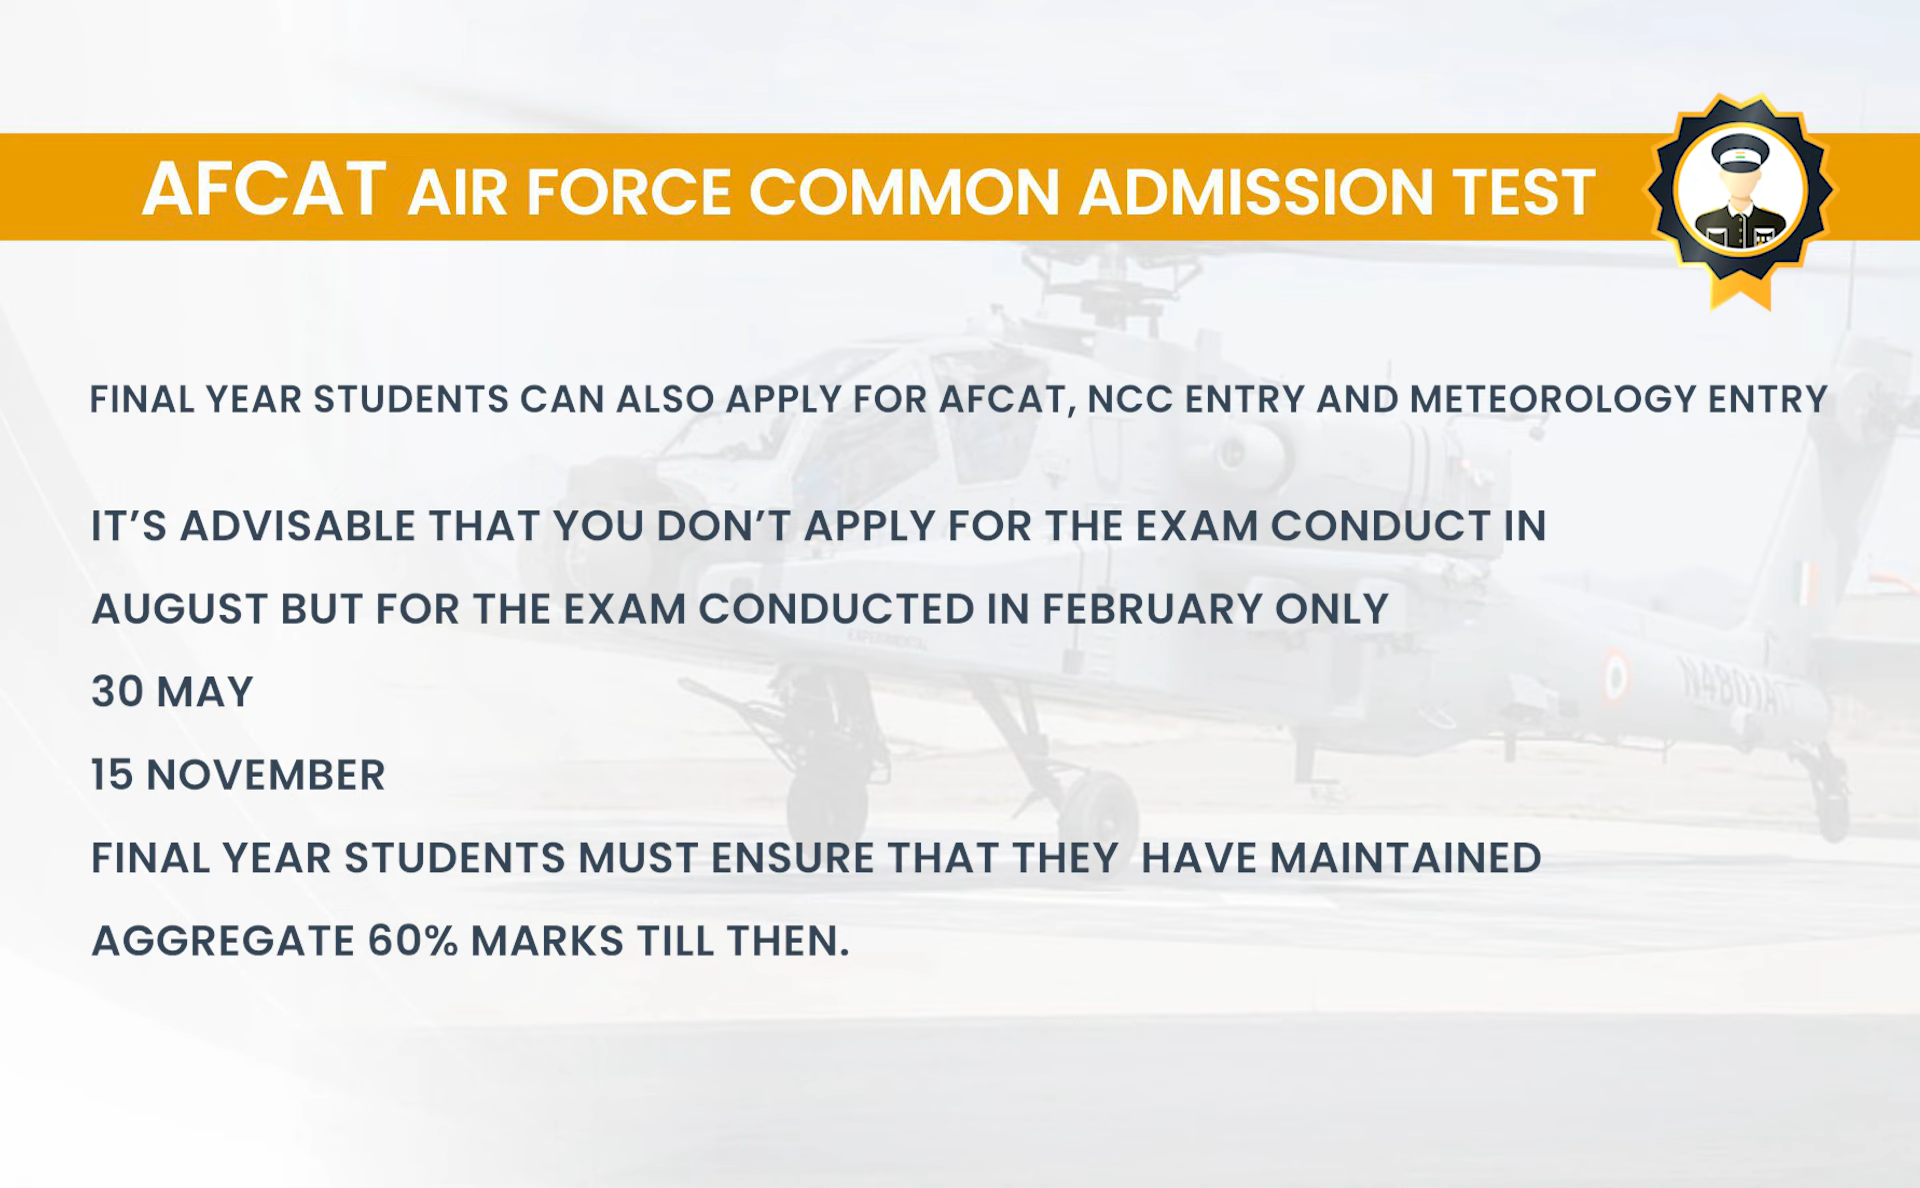 AFCAT AIR FORCE COMMON ADMISSION TEST
FINAL YEAR STUDENTS CAN ALSO APPLY FOR AFCAT, NCC ENTRY AND METEOROLOGY ENTRY
IT’S ADVISABLE THAT YOU DON’T APPLY FOR THE EXAM CONDUCT IN
AUGUST BUT FOR THE EXAM CONDUCTED IN FEBRUARY ONLY
EXPERIMENTAL
30 MAY
15 NOVEMBER
FINAL YEAR STUDENTS MUST ENSURE THAT THEY  HAVE MAINTAINED
AGGREGATE 60% MARKS TILL THEN.